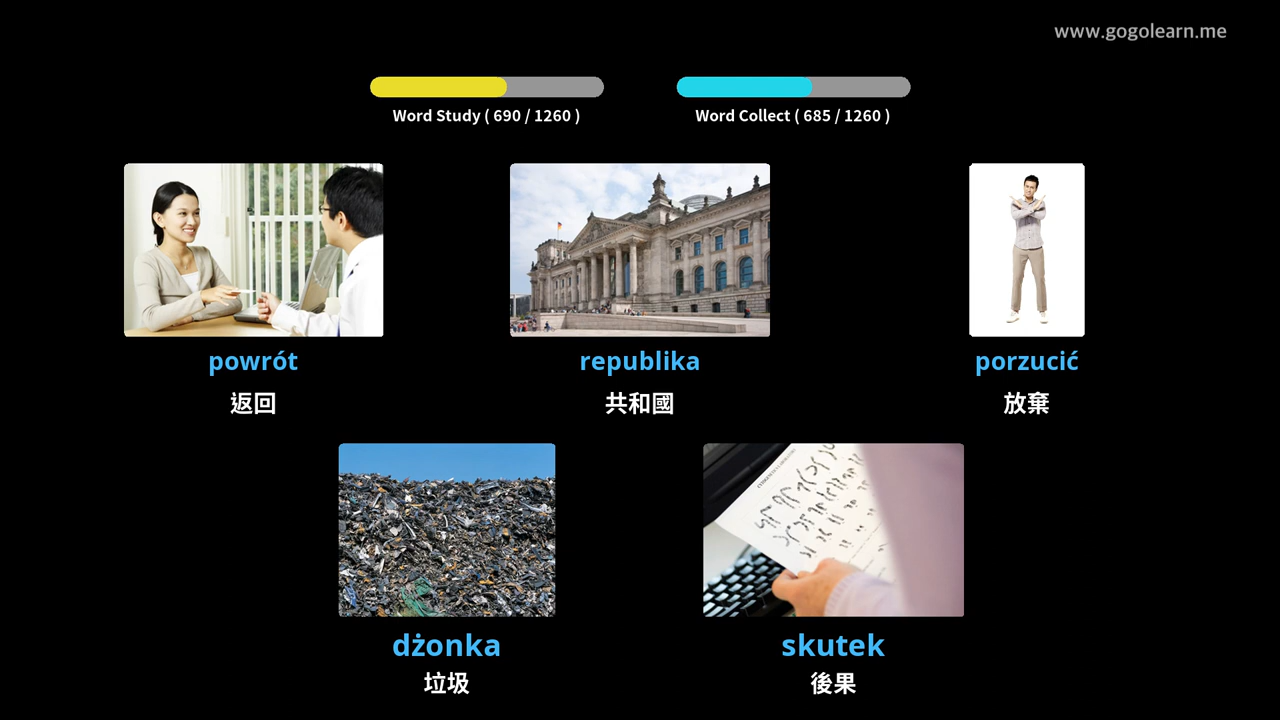 www.gogolearn.me
Word Study ( 690 / 1260 )
Word Collect ( 685 / 1260 )
powrót
republika
porzucić
返回
共和國
放棄
dżonka
skutek
垃圾
後果